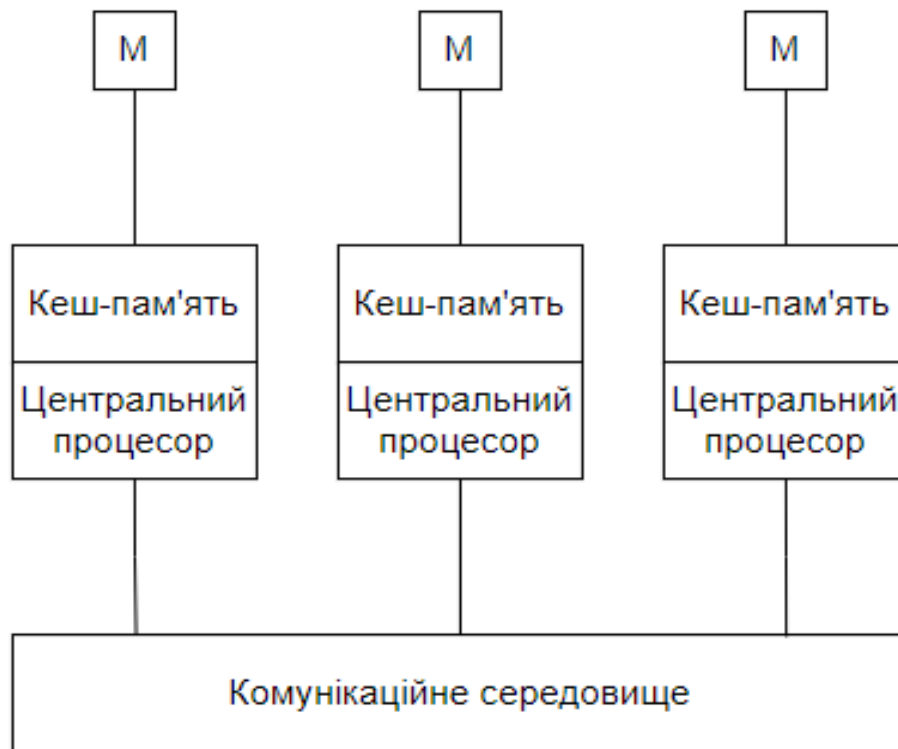 М
М
М
Кеш-пам'ять
Кеш-пам'ять
Кеш-пам'ять
Центральний
процесор
Центральний
процесор
Центральний
процесор
Комунікаційне середовище